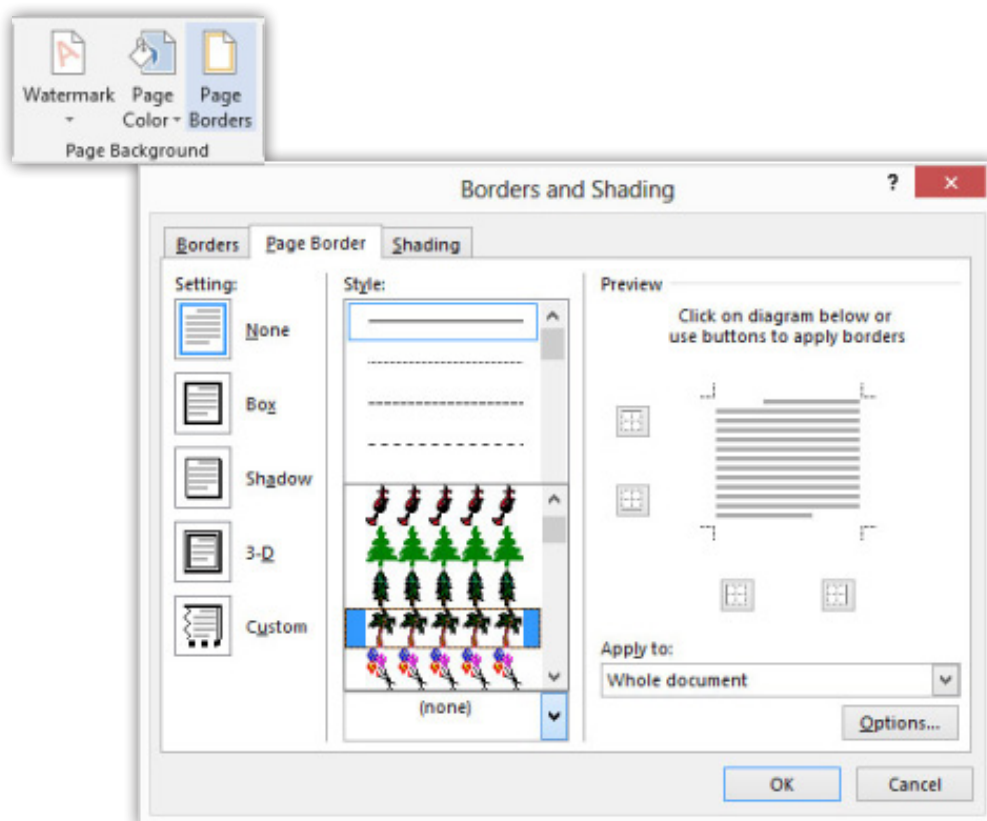 Watermark Page Page
Color Borders
Page Background
Borders and Shading ? ×
Borders Page Border Shading
Setting:
None
Box
Shadow
3-D
Custom
Style:
(none)
Preview
Click on diagram below or
use buttons to apply borders
Apply to:
Whole document
Options...
OK Cancel